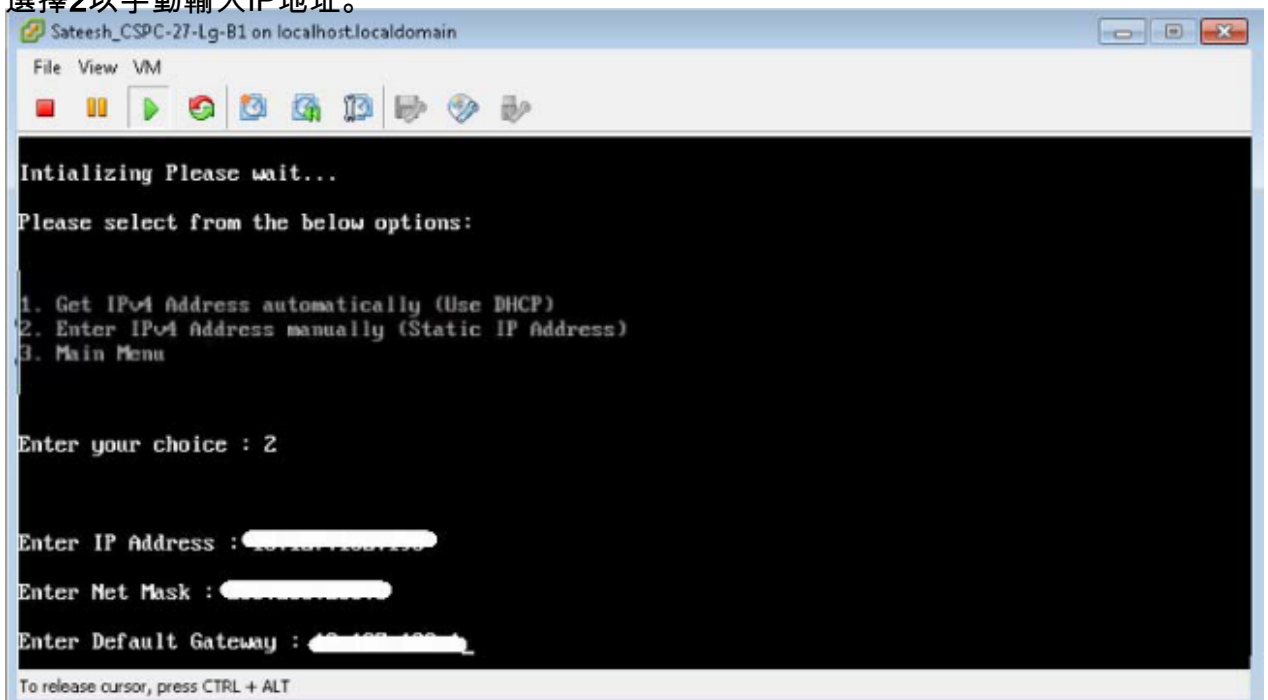 選擇2以手動輸入IP地址。
Sateesh_CSPC-27-Lg-B1 on localhost.localdomain
File View VM
Intializing Please wait...
Please select from the below options:
1. Get IPv4 Address automatically (Use DHCP)
2. Enter IPv4 Address manually (Static IP Address)
3. Main Menu
Enter your choice : 2
Enter IP Address :
Enter Net Mask :
Enter Default Gateway :
To release cursor, press CTRL + ALT